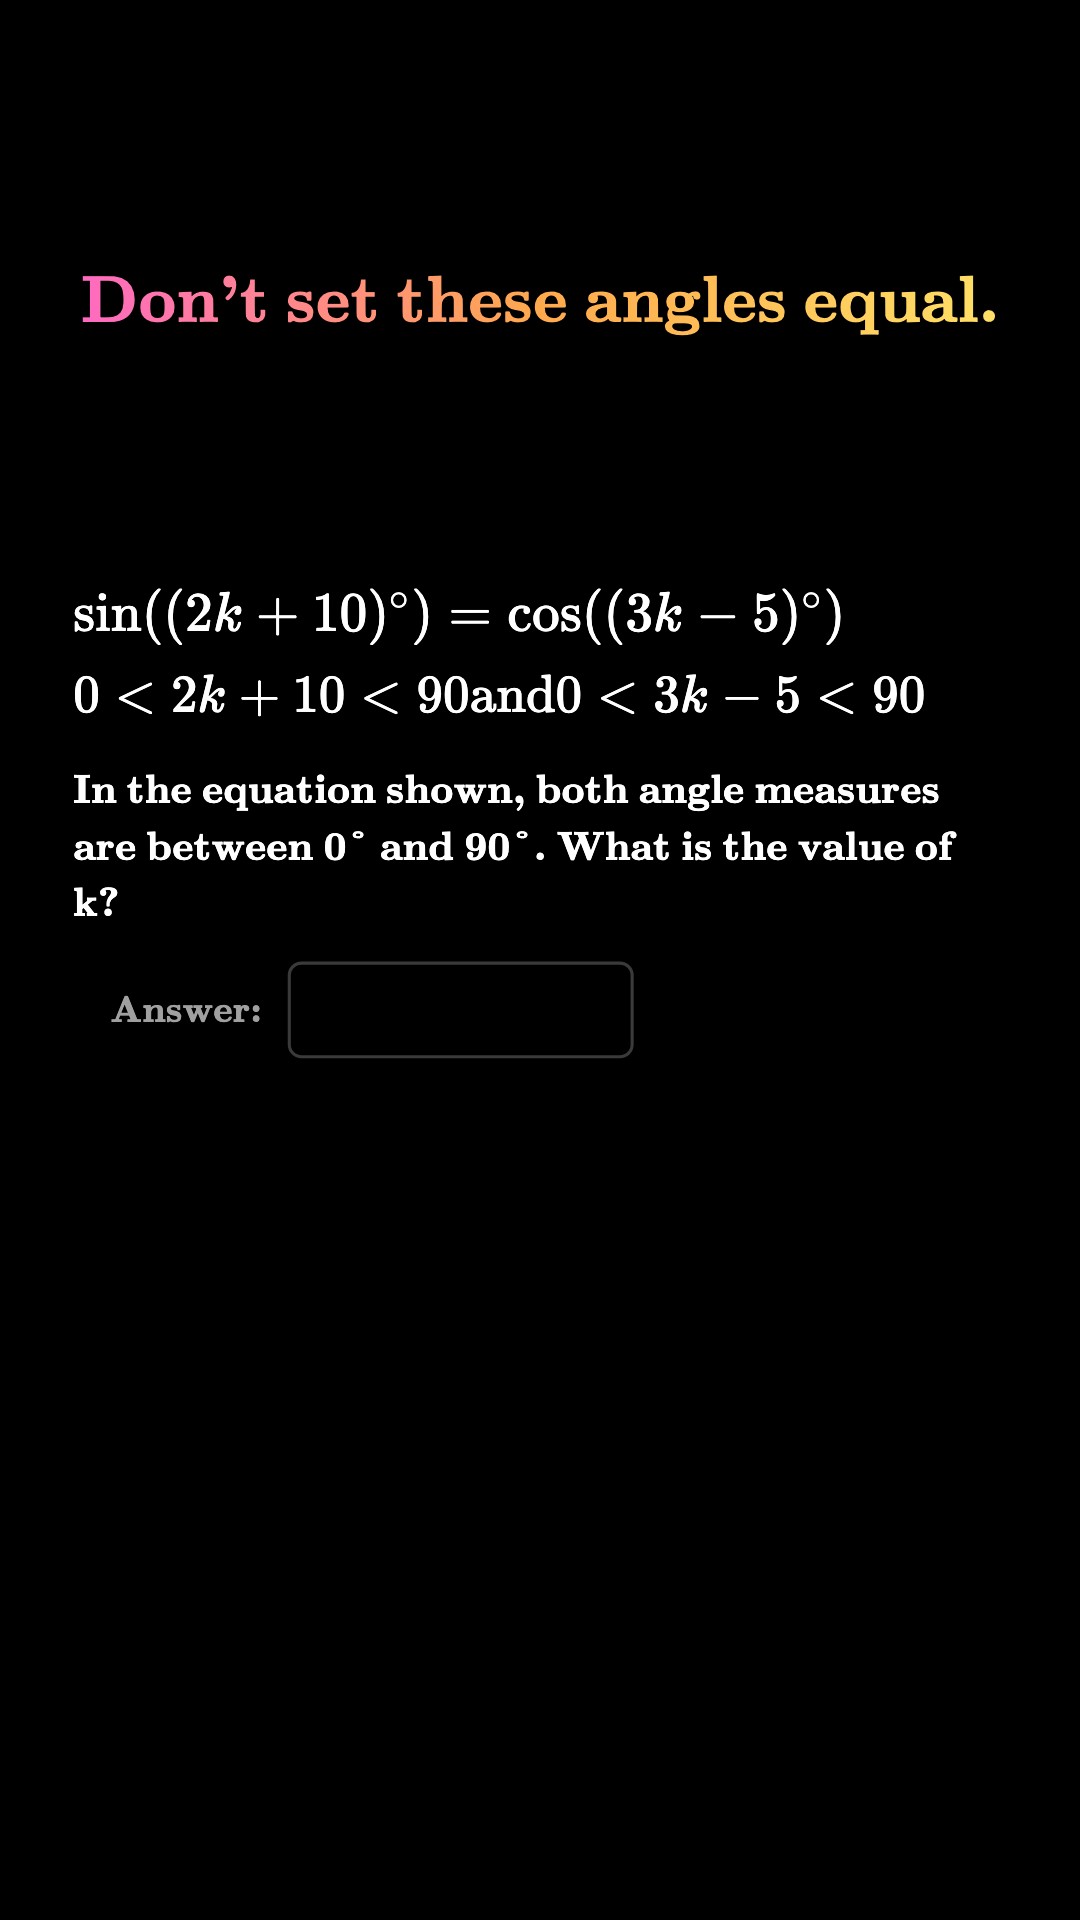 Don’t set these angles equal.
sin((2k + 10)°) = cos((3k − 5)°)
0 < 2k + 10 < 90and0 < 3k − 5 < 90
In the equation shown, both angle measures
are between 0° and 90°. What is the value of
k?
Answer: